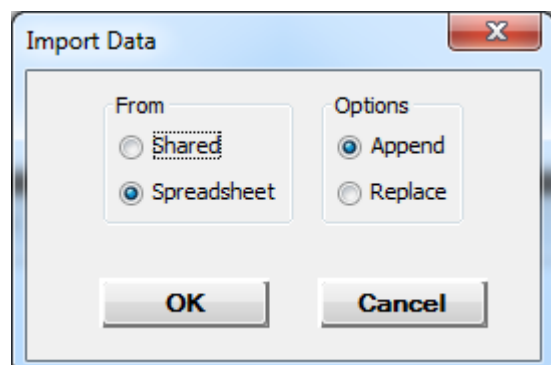 Import Data
From
Options
Shared
Append
Spreadsheet
Replace
OK
Cancel